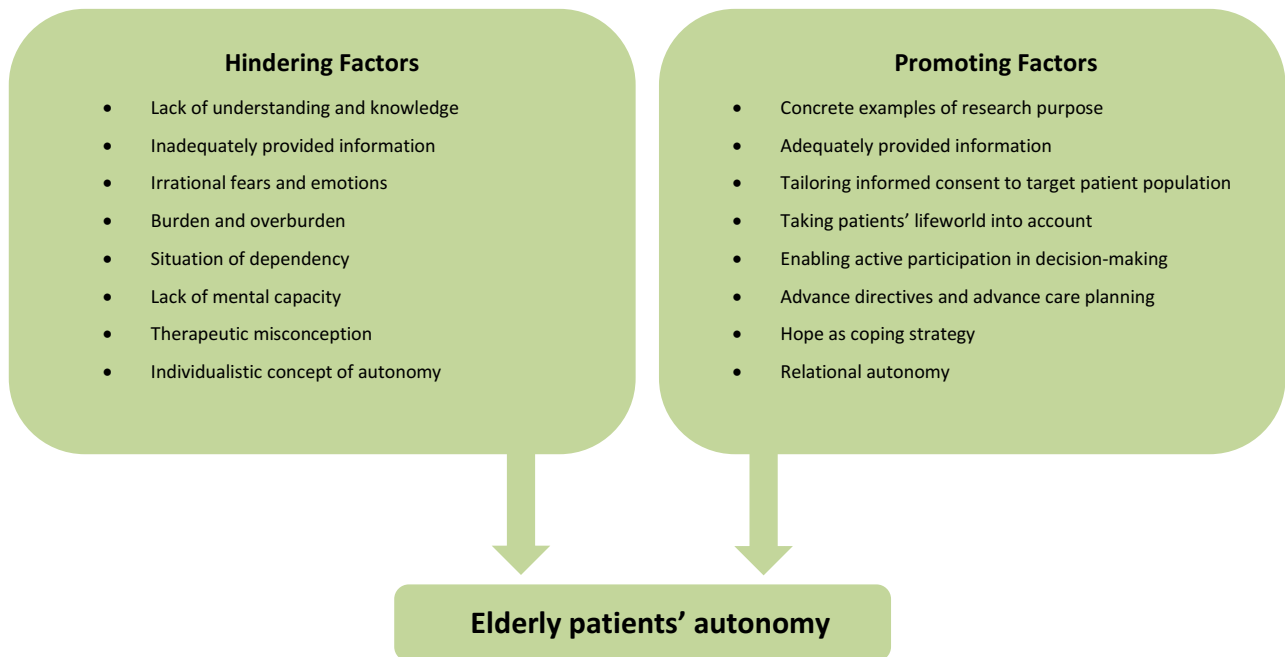 Hindering Factors
• Lack of understanding and knowledge
• Inadequately provided information
• Irrational fears and emotions
• Burden and overburden
• Situation of dependency
• Lack of mental capacity
• Therapeutic misconception
• Individualistic concept of autonomy
Promoting Factors
• Concrete examples of research purpose
• Adequately provided information
• Tailoring informed consent to target patient population
• Taking patients’ lifeworld into account
• Enabling active participation in decision-making
• Advance directives and advance care planning
• Hope as coping strategy
• Relational autonomy
Elderly patients’ autonomy